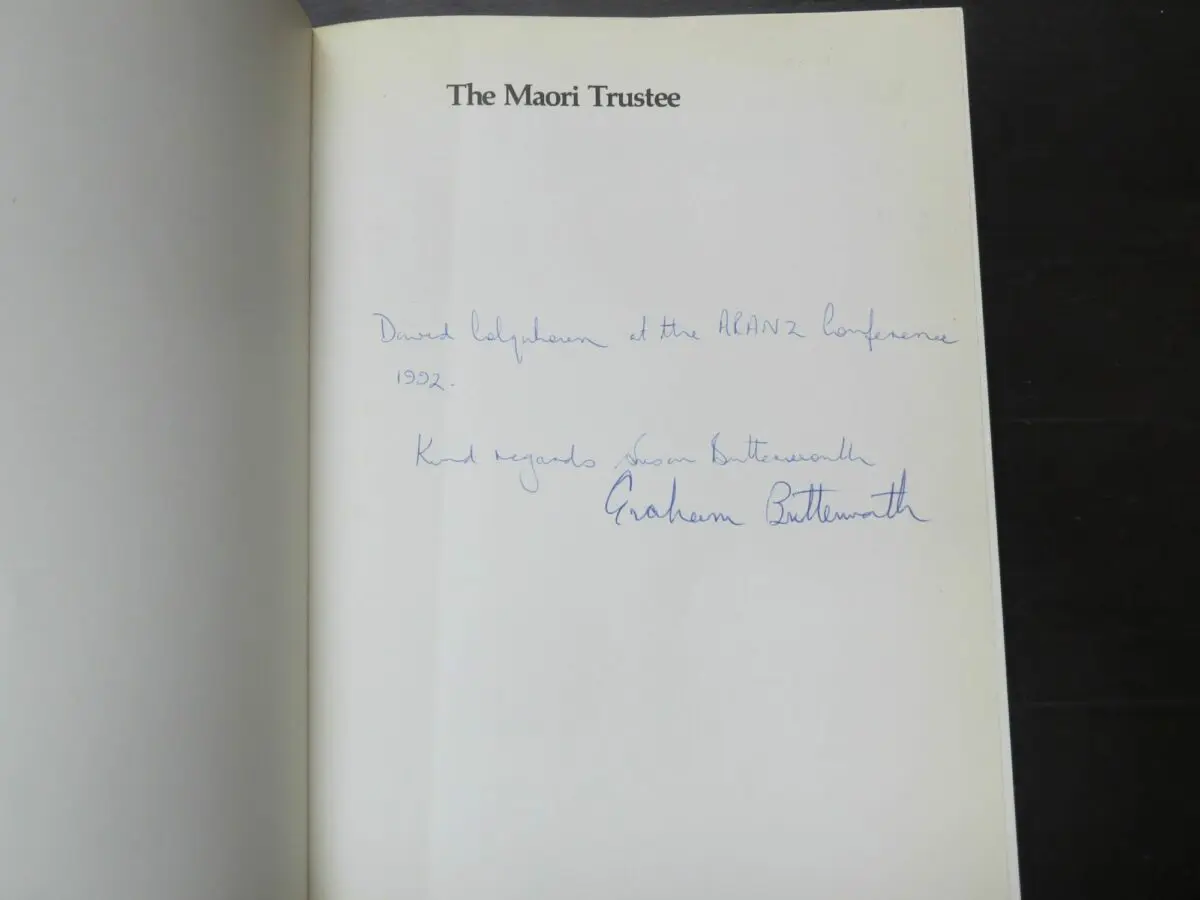 The Maori Trustee
David Colquhoun at the ARANZ Conference
1992.
Kind regards Susan Butterworth
Graham Butterworth